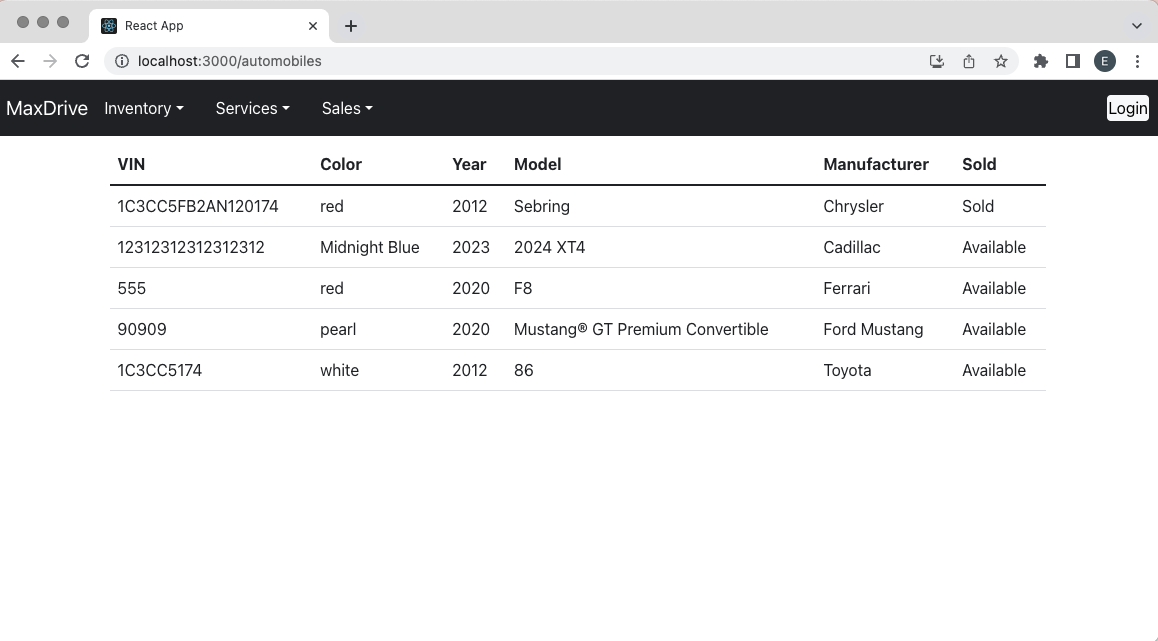 React App
localhost:3000/automobiles
E
MaxDrive Inventory Services Sales Login
VIN Color Year Model Manufacturer Sold
1C3CC5FB2AN120174 red 2012 Sebring Chrysler Sold
12312312312312312 Midnight Blue 2023 2024 XT4 Cadillac Available
555 red 2020 F8 Ferrari Available
90909 pearl 2020 Mustang® GT Premium Convertible Ford Mustang Available
1C3CC5174 white 2012 86 Toyota Available